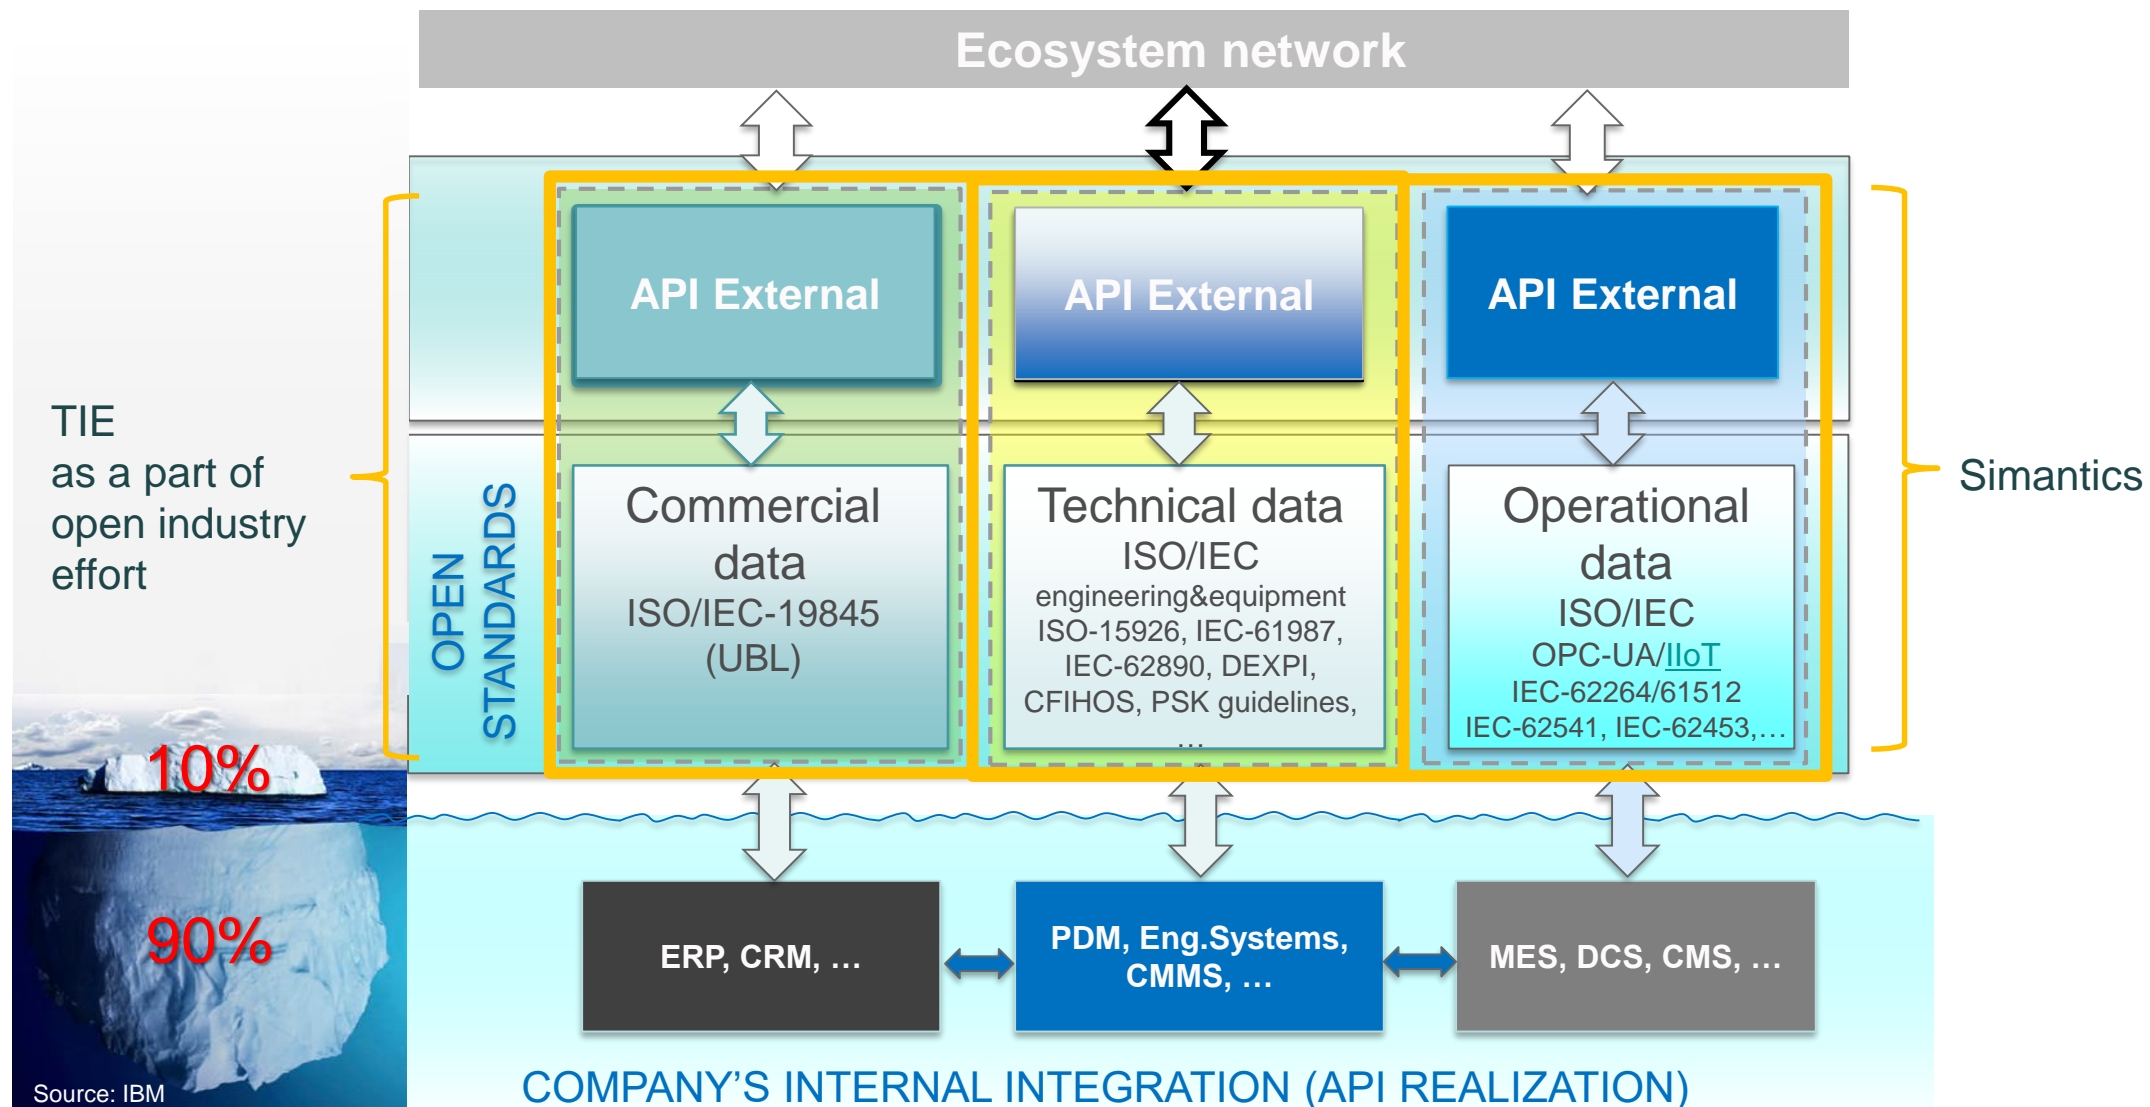 Ecosystem network
API External
API External
API External
TIE
as a part of
open industry
effort
Simantics
OPEN
STANDARDS
Commercial
data
ISO/IEC-19845
(UBL)
Technical data
ISO/IEC
engineering&equipment
ISO-15926, IEC-61987,
IEC-62890, DEXPI,
CFIHOS, PSK guidelines,
…
Operational
data
ISO/IEC
OPC-UA/IIoT
IEC-62264/61512
IEC-62541, IEC-62453,…
10%
90%
ERP, CRM, …
PDM, Eng.Systems,
CMMS, …
MES, DCS, CMS, …
Source: IBM
COMPANY’S INTERNAL INTEGRATION (API REALIZATION)